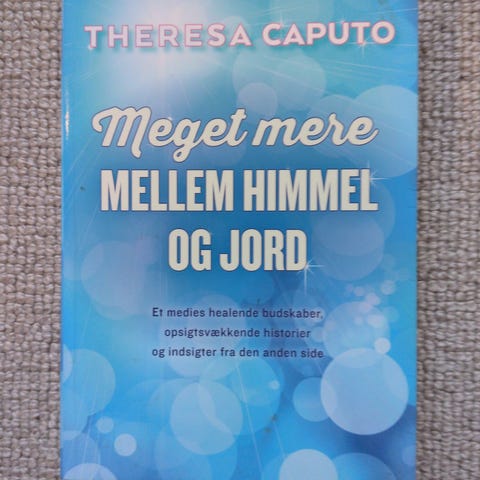 THERESA CAPUTO
Meget mere
MELLEM HIMMEL
OG JORD
Et medies healende budskaber,
opsigtsvækkende historier
og indsigter fra den anden side